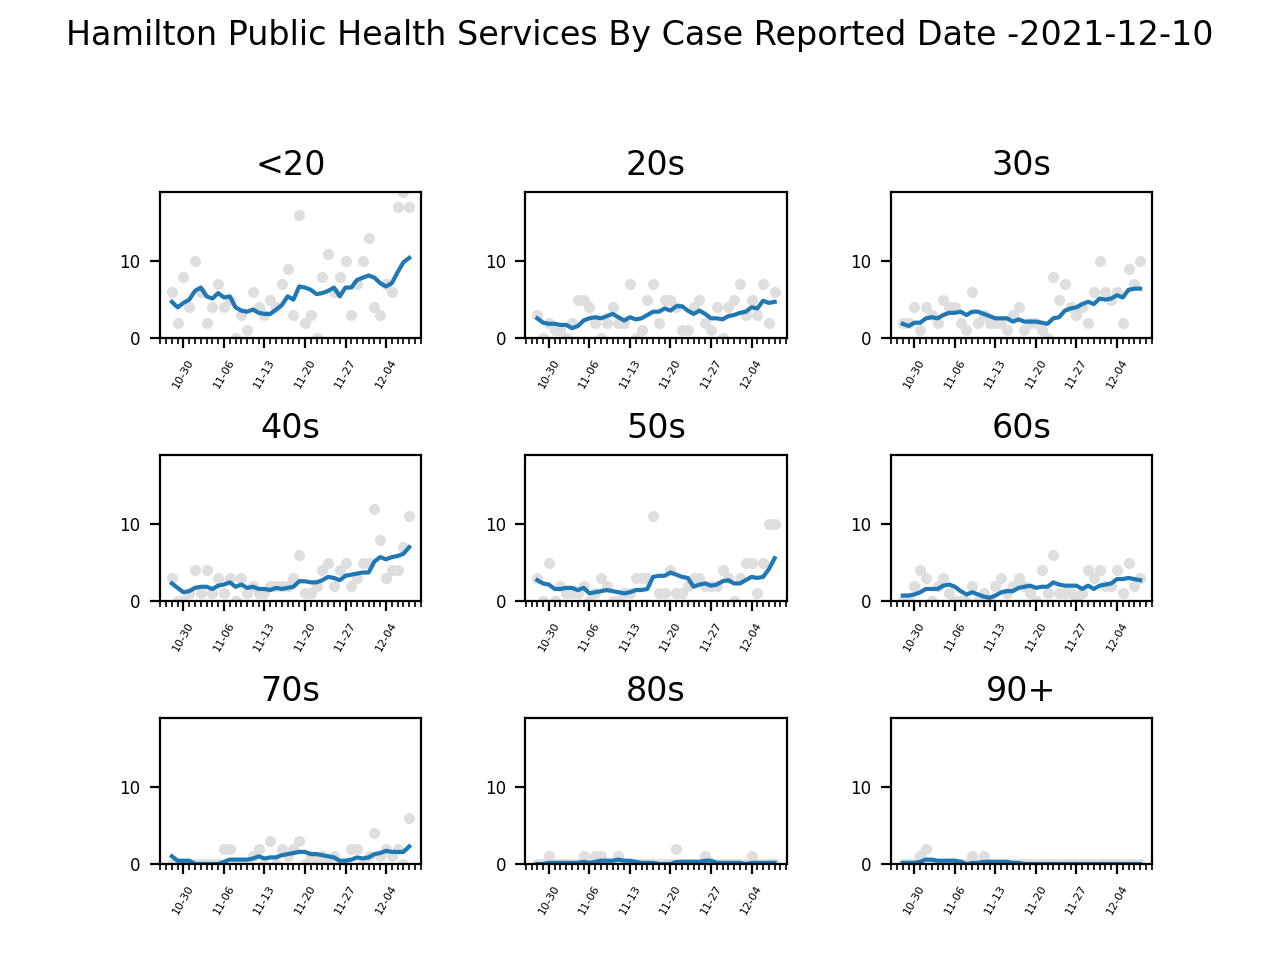 Hamilton Public Health Services By Case Reported Date -2021-12-10
<20 20s 30s
10 10 10
0 0 0
10-30 11-06 11-13 11-20 11-27 12-04 10-30 11-06 11-13 11-20 11-27 12-04 10-30 11-06 11-13 11-20 11-27 12-04
40s 50s 60s
10 10 10
0 0 0
10-30 11-06 11-13 11-20 11-27 12-04 10-30 11-06 11-13 11-20 11-27 12-04 10-30 11-06 11-13 11-20 11-27 12-04
70s 80s 90+
10 10 10
0 0 0
10-30 11-06 11-13 11-20 11-27 12-04 10-30 11-06 11-13 11-20 11-27 12-04 10-30 11-06 11-13 11-20 11-27 12-04